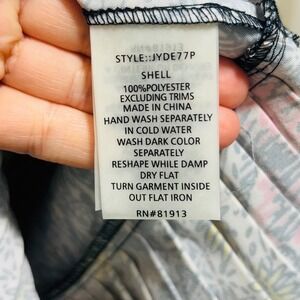 STYLE::JYDE77P
SHELL
100%POLYESTER
EXCLUDING TRIMS
MADE IN CHINA
HAND WASH SEPARATELY
IN COLD WATER
WASH DARK COLOR
SEPARATELY
RESHAPE WHILE DAMP
DRY FLAT
TURN GARMENT INSIDE
OUT FLAT IRON
RN#81913